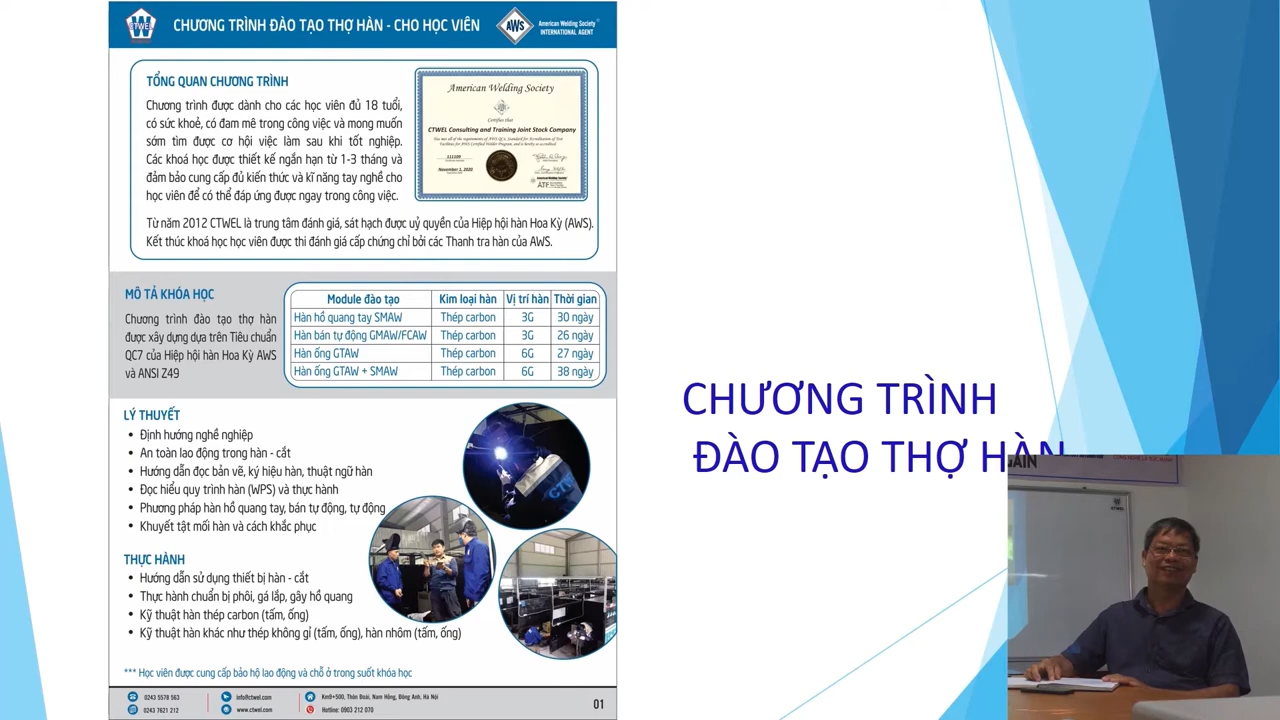 CTWEL
CHƯƠNG TRÌNH ĐÀO TẠO THỢ HÀN - CHO HỌC VIÊN
AWS
American Welding Society
INTERNATIONAL AGENT
TỔNG QUAN CHƯƠNG TRÌNH
Chương trình được dành cho các học viên đủ 18 tuổi,
có sức khoẻ, có đam mê trong công việc và mong muốn
sớm tìm được cơ hội việc làm sau khi tốt nghiệp.
Các khoá học được thiết kế ngắn hạn từ 1-3 tháng và
đảm bảo cung cấp đủ kiến thức và kĩ năng tay nghề cho
học viên để có thể đáp ứng được ngay trong công việc.
American Welding Society
Certifies that
CTWEL Consulting and Training Joint Stock Company
November 1, 2020
ATF
Từ năm 2012 CTWEL là trung tâm đánh giá, sát hạch được uỷ quyền của Hiệp hội hàn Hoa Kỳ (AWS).
Kết thúc khoá học học viên được thi đánh giá cấp chứng chỉ bởi các Thanh tra hàn của AWS.
MÔ TẢ KHÓA HỌC
Chương trình đào tạo thợ hàn
được xây dựng dựa trên Tiêu chuẩn
QC7 của Hiệp hội hàn Hoa Kỳ AWS
và ANSI Z49
Module đào tạo Kim loại hàn Vị trí hàn Thời gian
Hàn hồ quang tay SMAW Thép carbon 3G 30 ngày
Hàn bán tự động GMAW/FCAW Thép carbon 3G 26 ngày
Hàn ống GTAW Thép carbon 6G 27 ngày
Hàn ống GTAW + SMAW Thép carbon 6G 38 ngày
LÝ THUYẾT
• Định hướng nghề nghiệp
• An toàn lao động trong hàn - cắt
• Hướng dẫn đọc bản vẽ, ký hiệu hàn, thuật ngữ hàn
• Đọc hiểu quy trình hàn (WPS) và thực hành
• Phương pháp hàn hồ quang tay, bán tự động, tự động
• Khuyết tật mối hàn và cách khắc phục
THỰC HÀNH
• Hướng dẫn sử dụng thiết bị hàn - cắt
• Thực hành chuẩn bị phôi, gá lắp, gây hồ quang
• Kỹ thuật hàn thép carbon (tấm, ống)
• Kỹ thuật hàn khác như thép không gỉ (tấm, ống), hàn nhôm (tấm, ống)
*** Học viên được cung cấp bảo hộ lao động và chỗ ở trong suốt khóa học
0243 5578 563
0243 7621 212
info@ctwel.com
www.ctwel.com
Km9+500, Thôn Đoài, Nam Hồng, Đông Anh, Hà Nội
Hotline: 0903 212 070
01
CHƯƠNG TRÌNH
ĐÀO TẠO THỢ HÀN